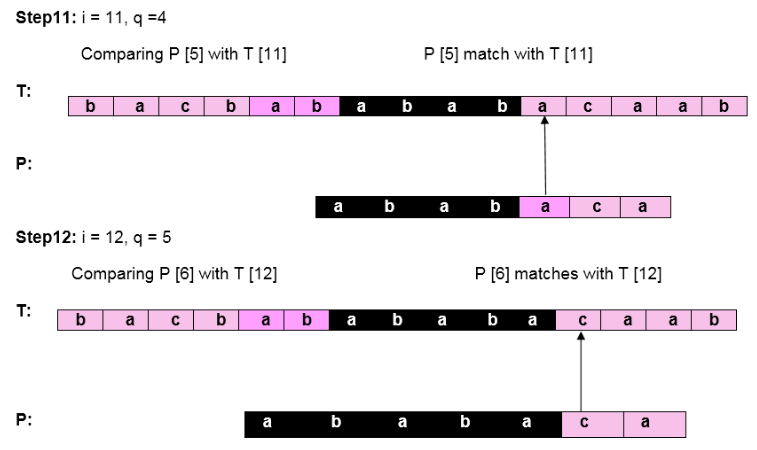 Step11: i = 11, q =4
Comparing P [5] with T [11] P [5] match with T [11]
T:
b a c b a b a b a b a c a a b
P:
a b a b a c a
Step12: i = 12, q = 5
Comparing P [6] with T [12] P [6] matches with T [12]
T:
b a c b a b a b a b a c a a b
P:
a b a b a c a